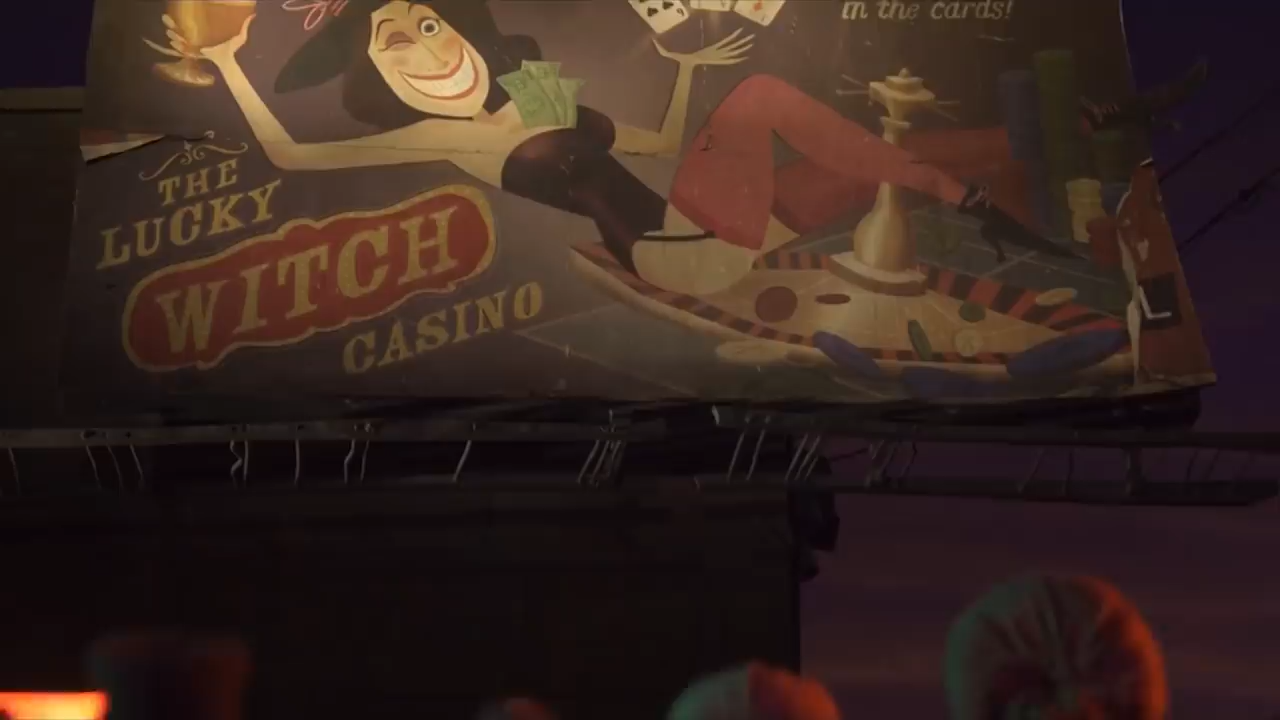 in the cards!
THE
LUCKY
WITCH
CASINO